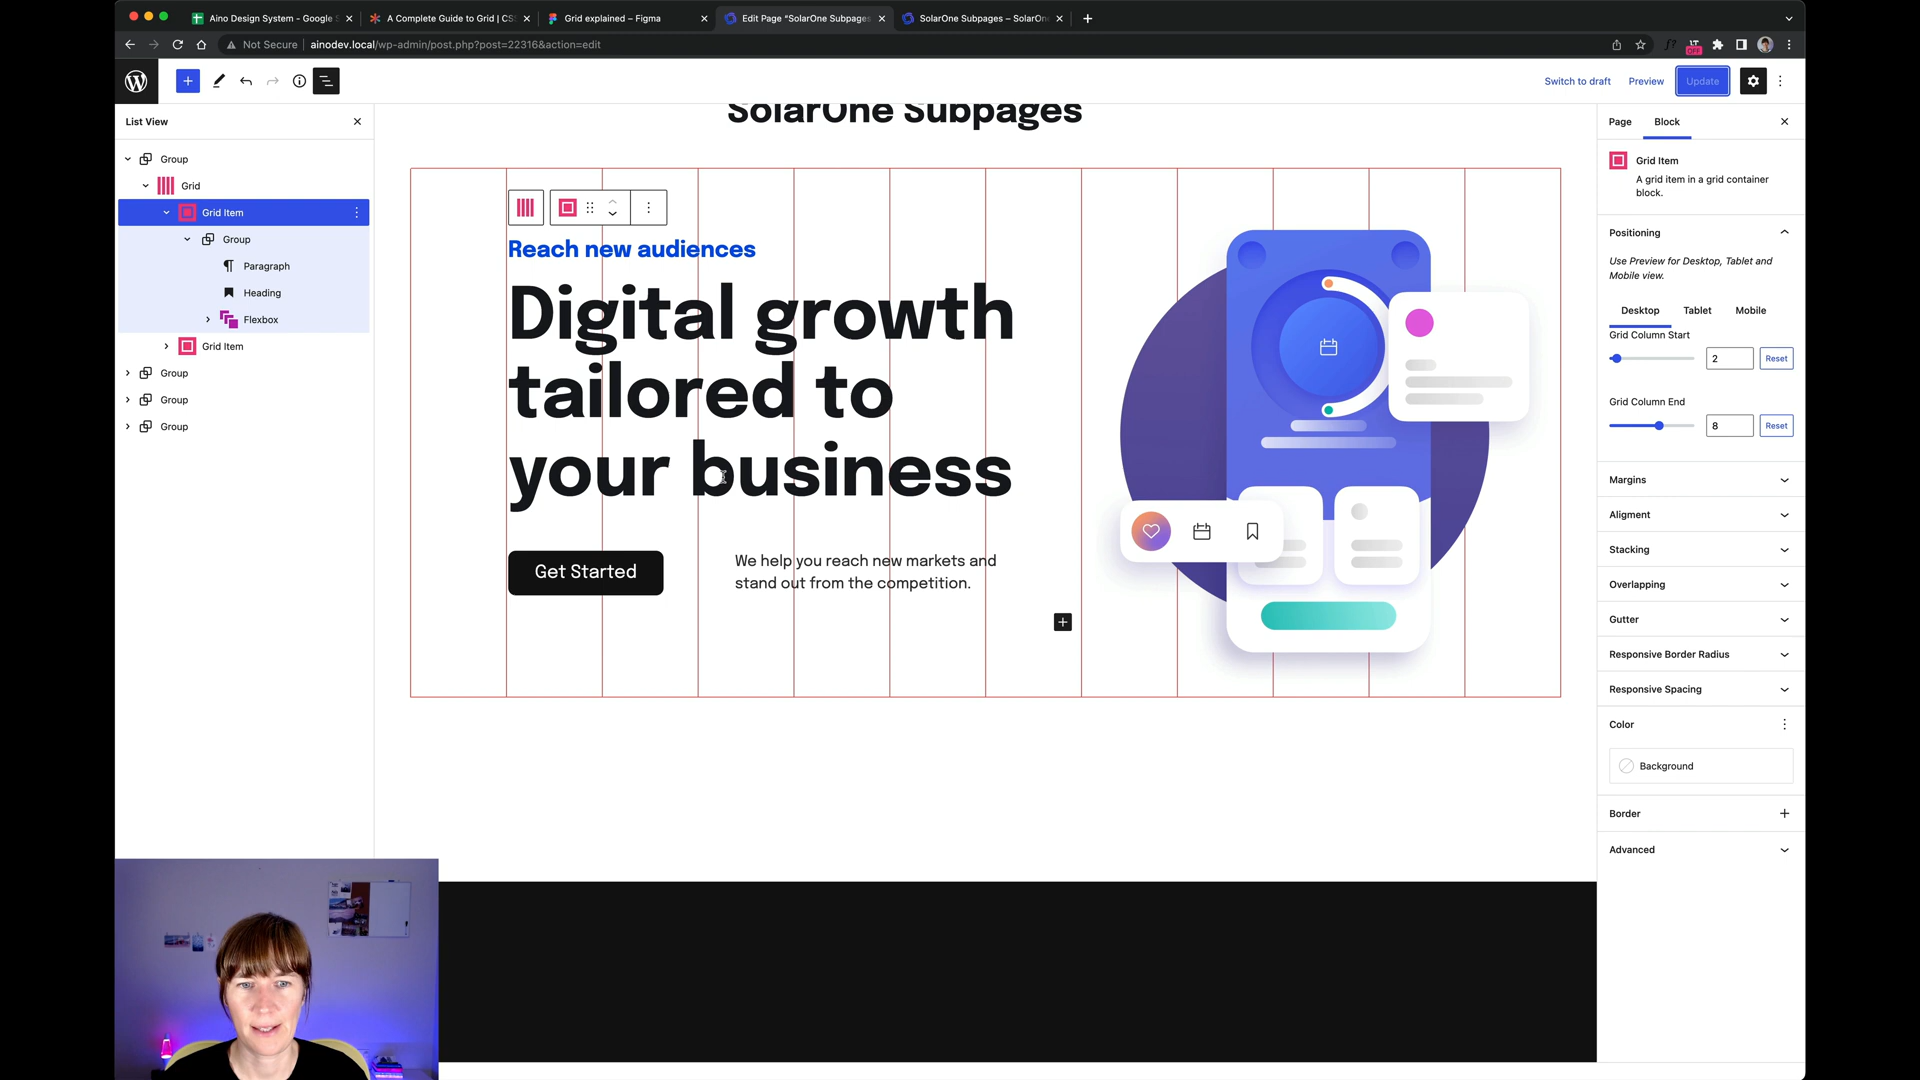 Aino Design System - Google S
A Complete Guide to Grid | CS
Grid explained – Figma
Edit Page "SolarOne Subpages
SolarOne Subpages – SolarOn
Not Secure
ainodev.local/wp-admin/post.php?post=22316&action=edit
OFF
Switch to draft
Preview
Update
List View
Group
Grid
Grid Item
Group
Paragraph
Heading
Flexbox
Grid Item
Group
Group
Group
SolarOne Subpages
Reach new audiences
Digital growth
tailored to
your business
Get Started
We help you reach new markets and
stand out from the competition.
Page
Block
Grid Item
A grid item in a grid container
block.
Positioning
Use Preview for Desktop, Tablet and
Mobile view.
Desktop
Tablet
Mobile
Grid Column Start
2
Reset
Grid Column End
8
Reset
Margins
Aligment
Stacking
Overlapping
Gutter
Responsive Border Radius
Responsive Spacing
Color
Background
Border
Advanced